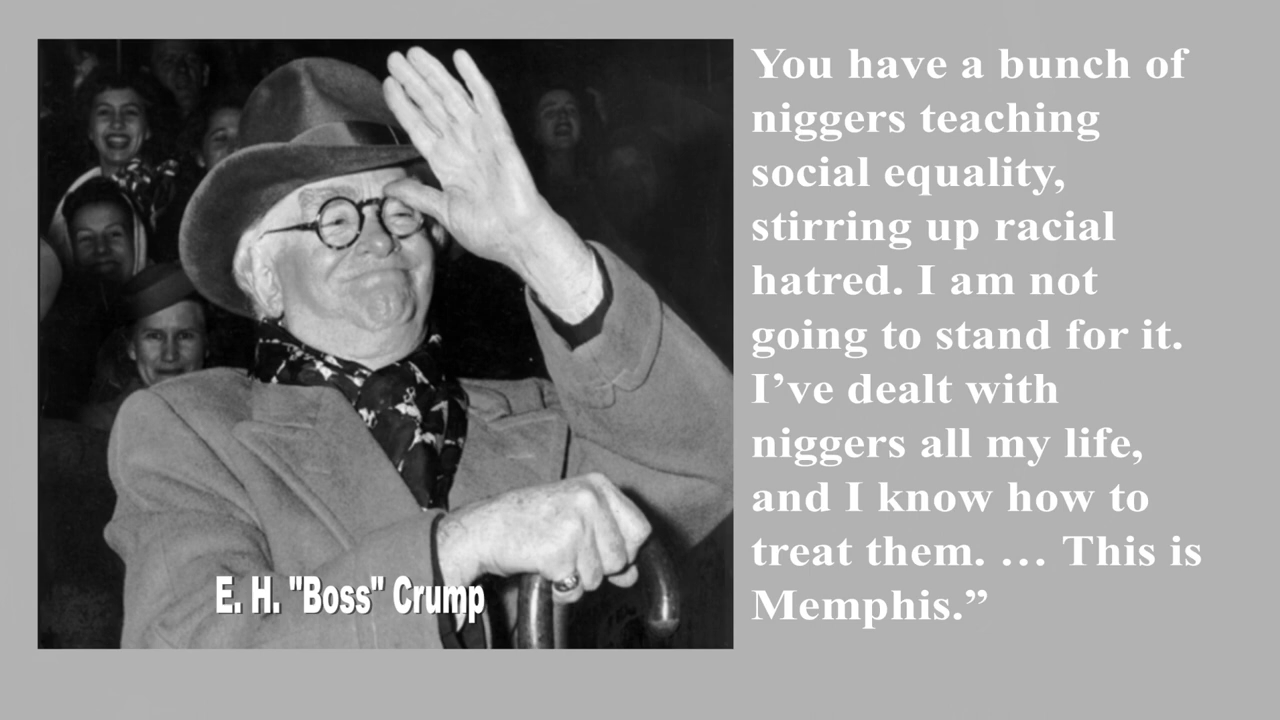 You have a bunch of
niggers teaching
social equality,
stirring up racial
hatred. I am not
going to stand for it.
I’ve dealt with
niggers all my life,
and I know how to
treat them. … This is
Memphis.”
E. H. "Boss" Crump